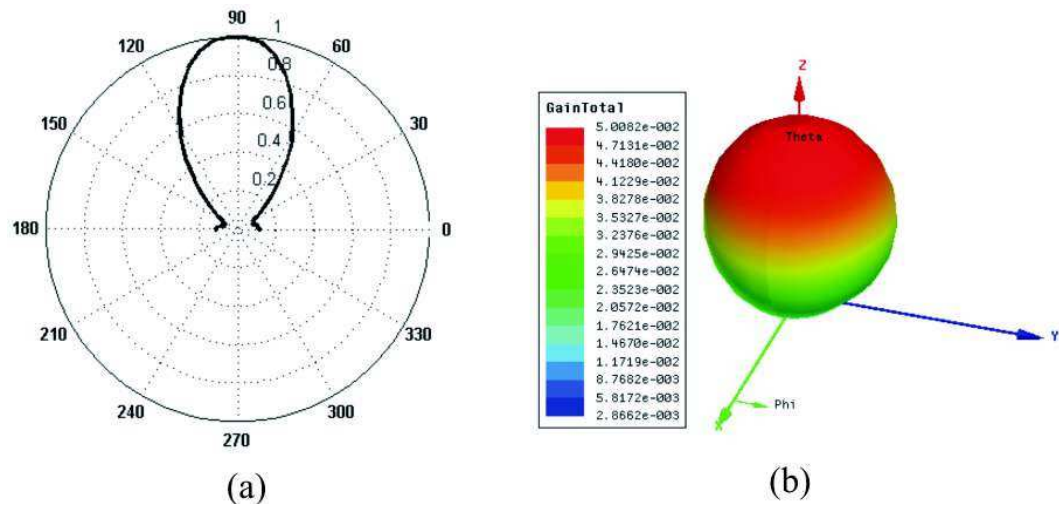 90
1
120
60
0.8
0.6
150
30
0.4
0.2
180
0
210
330
240
300
270
(a)
GainTotal
5.0082e-002
4.7131e-002
4.4180e-002
4.1229e-002
3.8278e-002
3.5327e-002
3.2376e-002
2.9425e-002
2.6474e-002
2.3523e-002
2.0572e-002
1.7621e-002
1.4670e-002
1.1719e-002
8.7682e-003
5.8172e-003
2.8662e-003
Z
Theta
Y
Phi
X
(b)